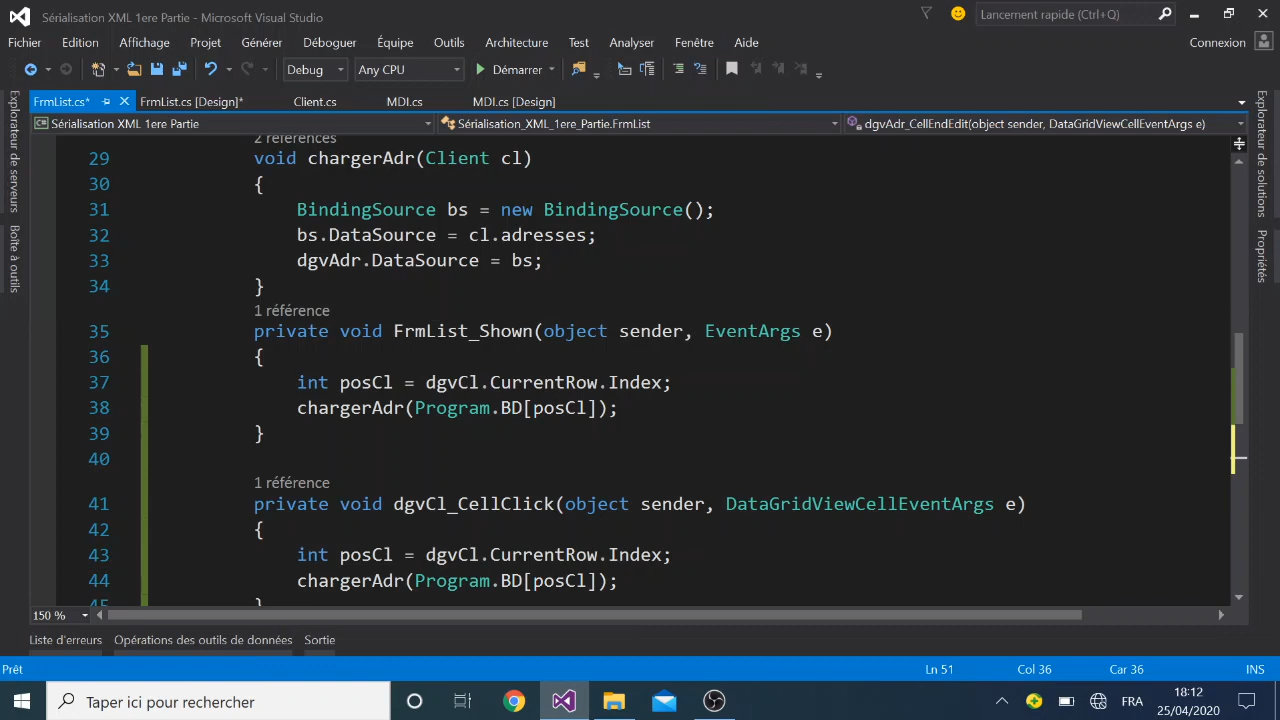 Sérialisation XML 1ere Partie - Microsoft Visual Studio
Lancement rapide (Ctrl+Q)
Fichier Edition Affichage Projet Générer Déboguer Équipe Outils Architecture Test Analyser Fenêtre Aide Connexion
Debug Any CPU Démarrer
FrmList.cs* FrmList.cs [Design]* Client.cs MDI.cs MDI.cs [Design]
Sérialisation XML 1ere Partie Sérialisation_XML_1ere_Partie.FrmList dgvAdr_CellEndEdit(object sender, DataGridViewCellEventArgs e)
Explorateur de serveurs
Boîte à outils
Explorateur de solutions
Propriétés
2 références
29 void chargerAdr(Client cl)
30 {
31 BindingSource bs = new BindingSource();
32 bs.DataSource = cl.adresses;
33 dgvAdr.DataSource = bs;
34 }
1 référence
35 private void FrmList_Shown(object sender, EventArgs e)
36 {
37 int posCl = dgvCl.CurrentRow.Index;
38 chargerAdr(Program.BD[posCl]);
39 }
40
1 référence
41 private void dgvCl_CellClick(object sender, DataGridViewCellEventArgs e)
42 {
43 int posCl = dgvCl.CurrentRow.Index;
44 chargerAdr(Program.BD[posCl]);
45 }
150 %
Liste d'erreurs Opérations des outils de données Sortie
Prêt Ln 51 Col 36 Car 36 INS
Taper ici pour rechercher
FRA
18:12
25/04/2020